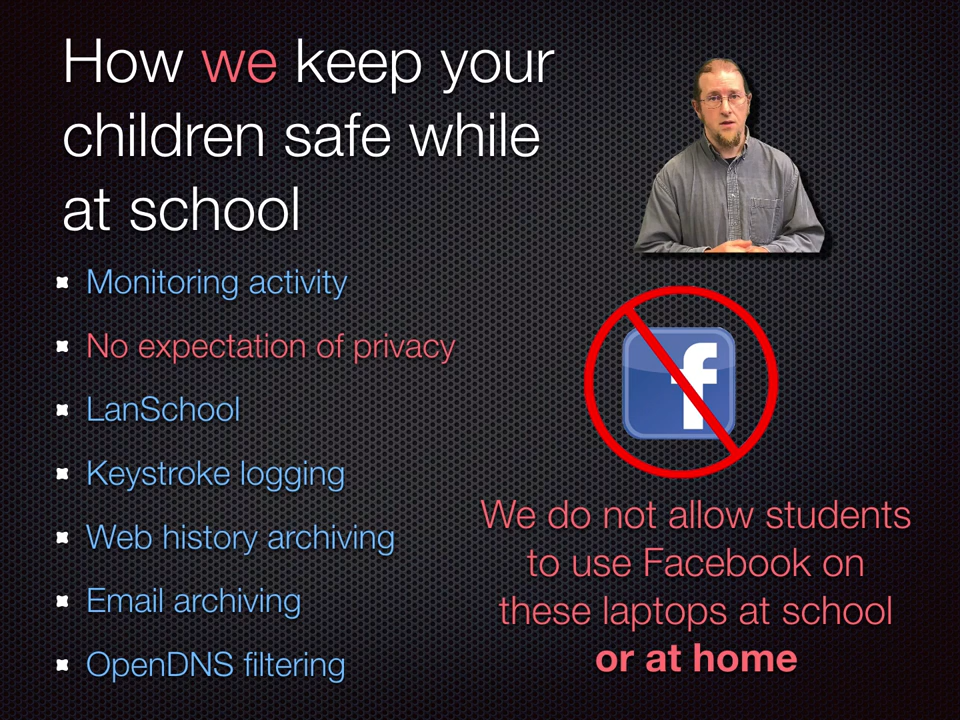 How we keep your
children safe while
at school
Monitoring activity
No expectation of privacy
LanSchool
Keystroke logging
Web history archiving
Email archiving
OpenDNS filtering
f
We do not allow students
to use Facebook on
these laptops at school
or at home